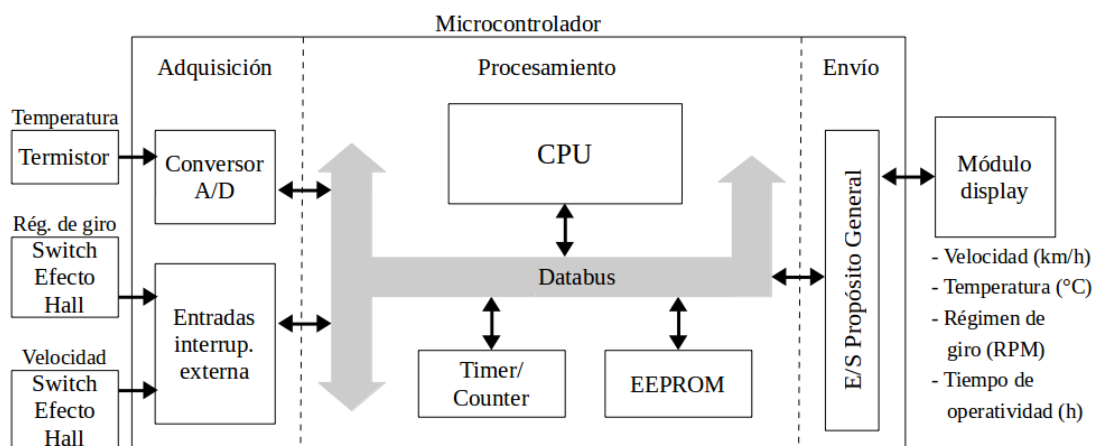 Microcontrolador
Adquisición
Procesamiento
Envío
Temperatura
Termistor
Conversor
A/D
CPU
Módulo
display
Rég. de giro
Switch
Efecto
Hall
Entradas
interrup.
externa
Databus
E/S Propósito General
- Velocidad (km/h)
- Temperatura (°C)
- Régimen de
giro (RPM)
- Tiempo de
operatividad (h)
Velocidad
Switch
Efecto
Hall
Timer/
Counter
EEPROM